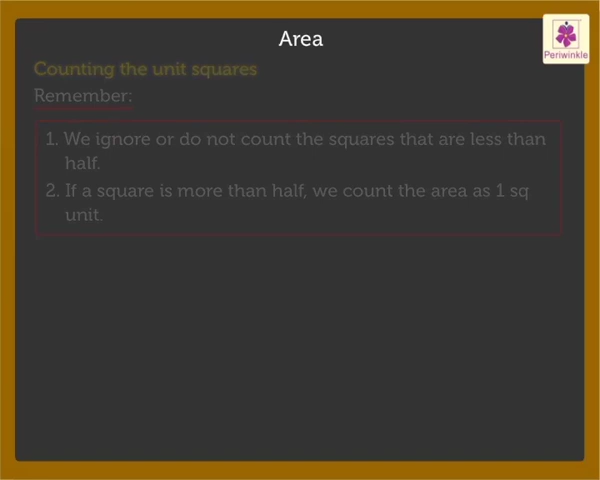 Area
Periwinkle
Counting the unit squares
Remember:
1. We ignore or do not count the squares that are less than
half.
2. If a square is more than half, we count the area as 1 sq
unit.